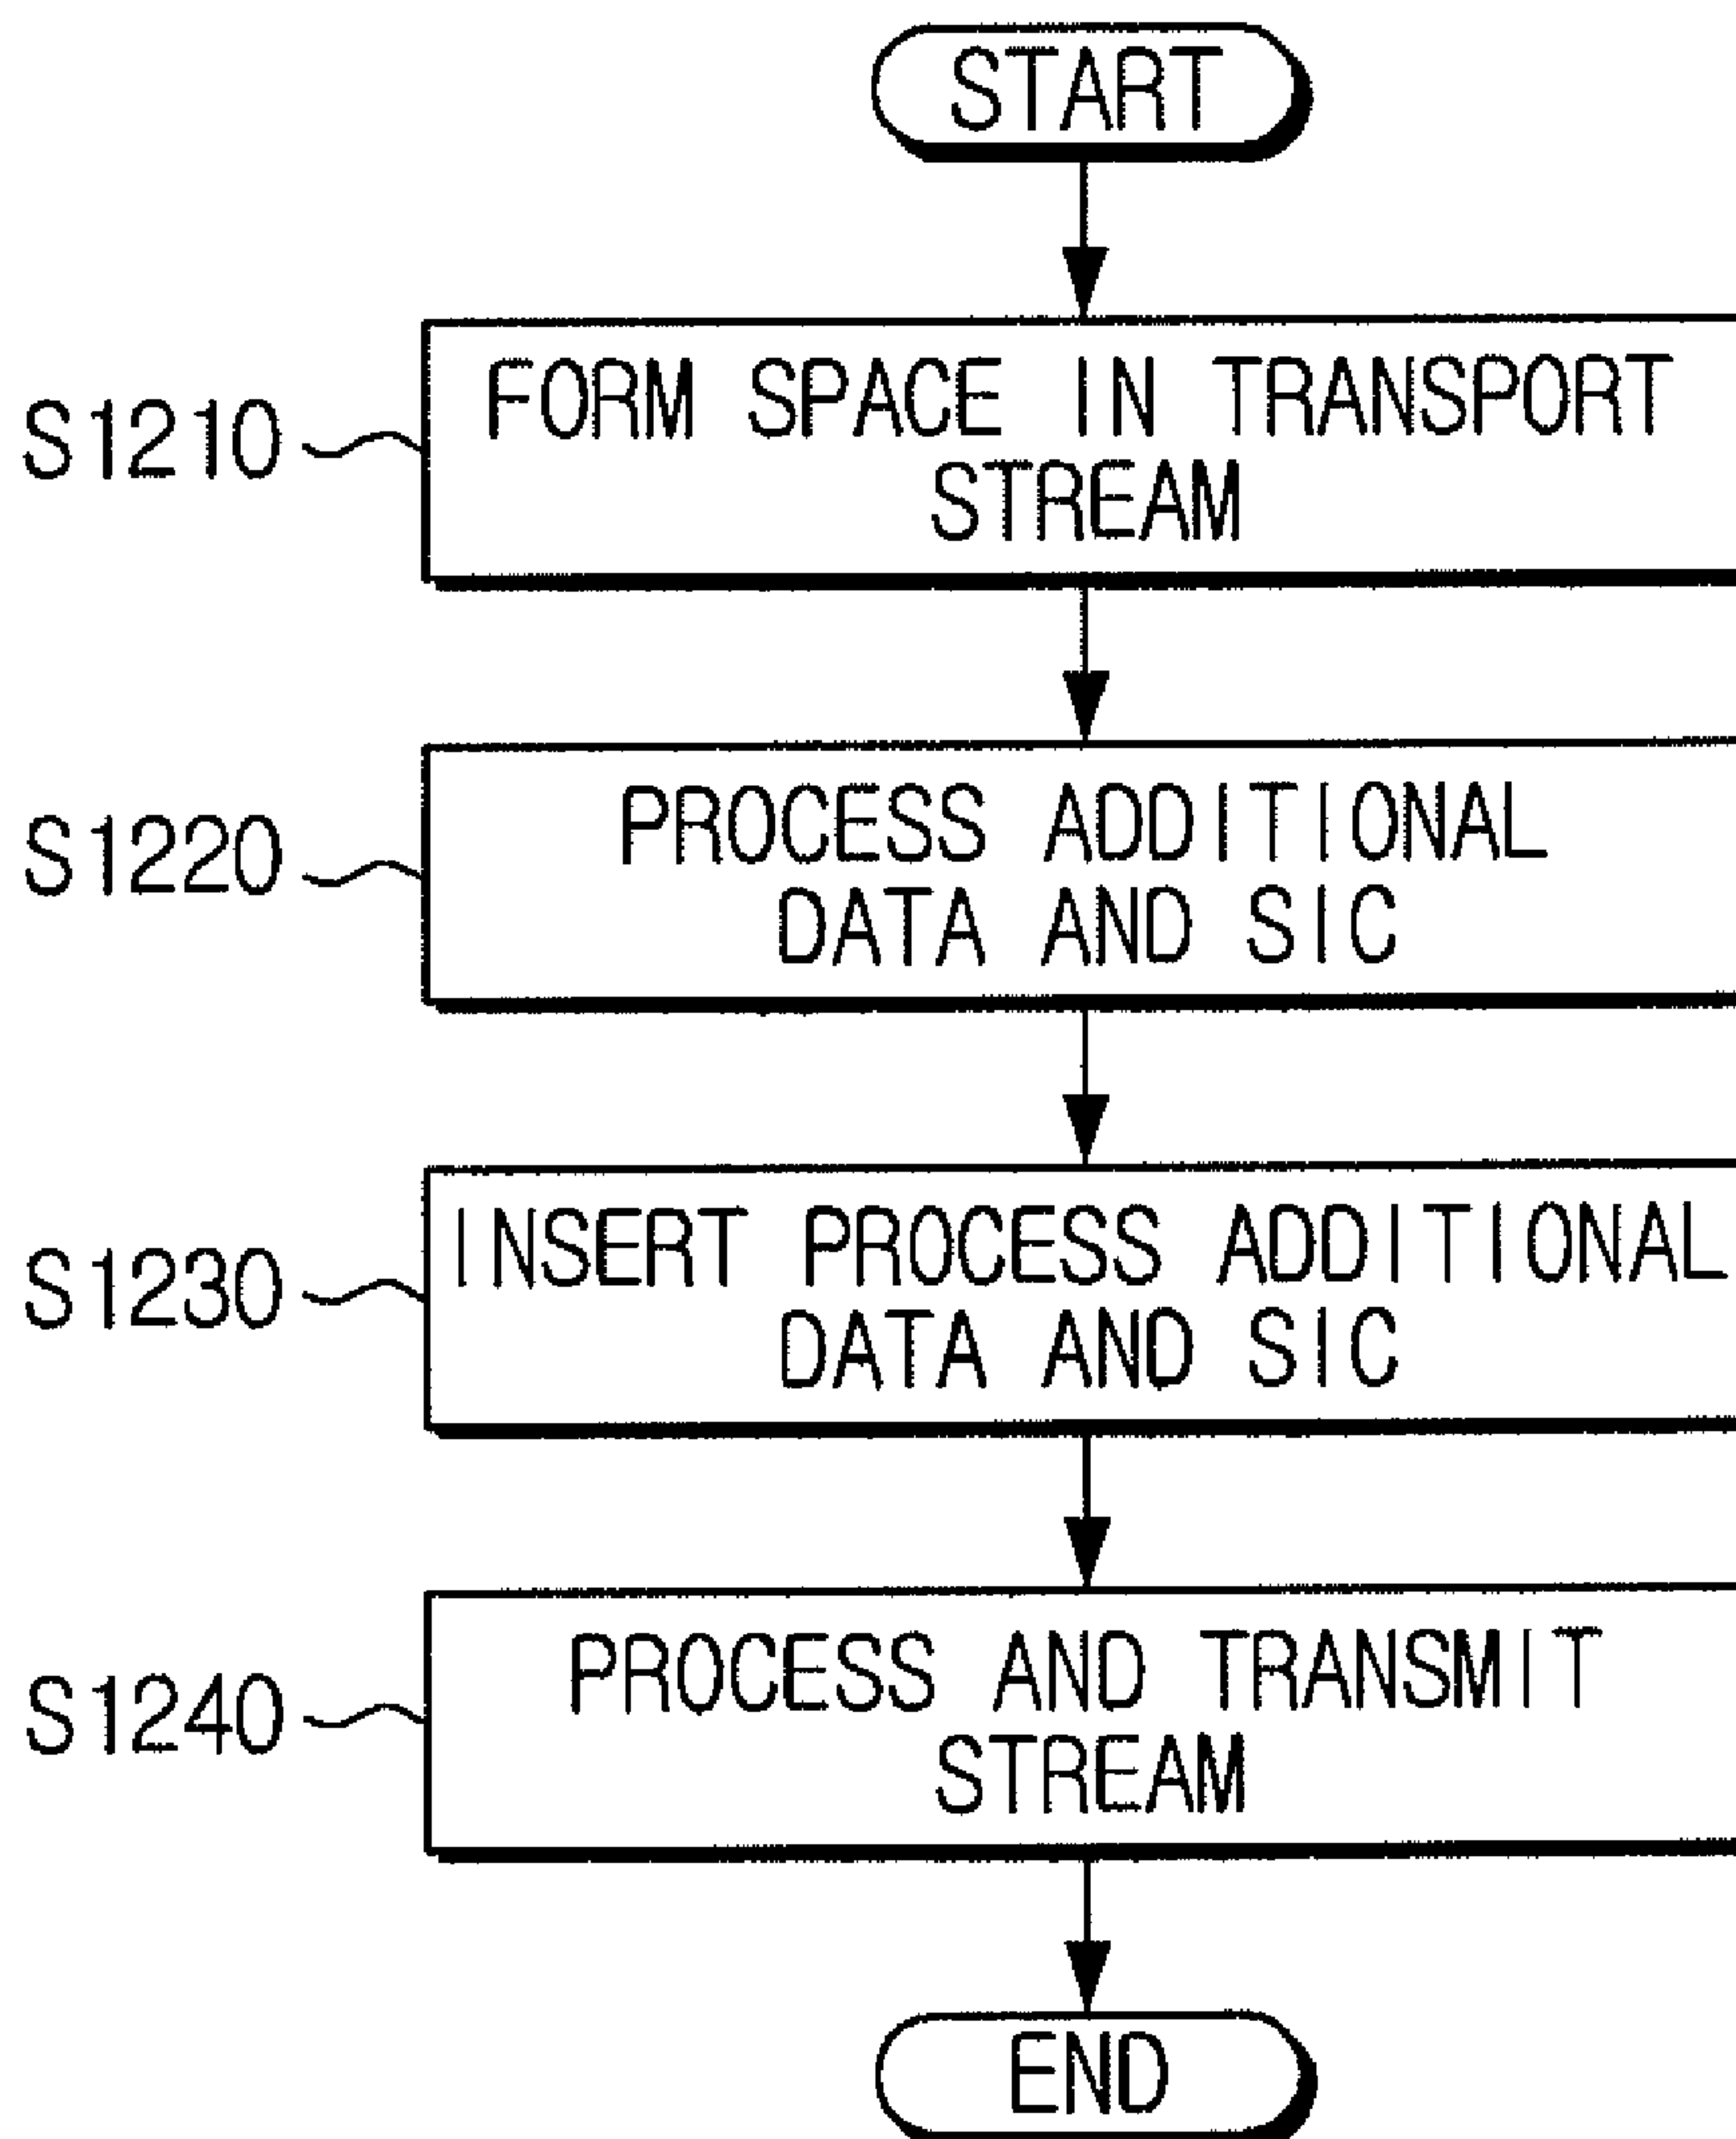 START
S1210
FORM SPACE IN TRANSPORT
STREAM
S1220
PROCESS ADDITIONAL
DATA AND SIC
S1230
INSERT PROCESS ADDITIONAL
DATA AND SIC
S1240
PROCESS AND TRANSMIT
STREAM
END